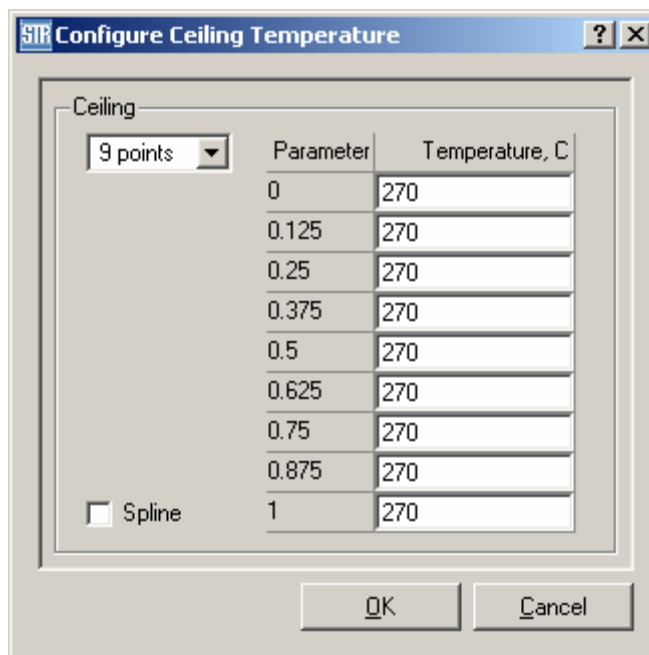 STR Configure Ceiling Temperature ? X
Ceiling
9 points Parameter Temperature, C
0 270
0.125 270
0.25 270
0.375 270
0.5 270
0.625 270
0.75 270
0.875 270
Spline 1 270
OK Cancel